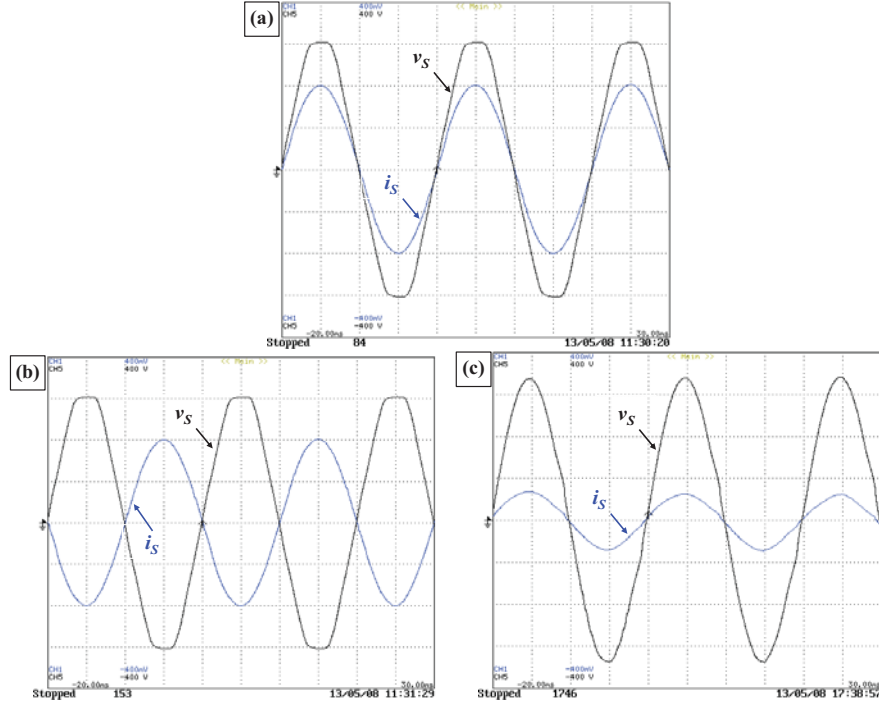 (a)
CH1 400mV << Main >>
CH5 400 V
vS
iS
CH1 -400mV
CH5 -400 V
-20.00ms 30.00ms
Stopped 84 13/05/08 11:30:20
(b)
CH1 400mV << Main >>
CH5 400 V
vS
iS
CH1 -400mV
CH5 -400 V
-20.00ms 30.00ms
Stopped 153 13/05/08 11:31:29
(c)
CH1 400mV << Main >>
CH5 400 V
vS
iS
CH1 -400mV
CH5 -400 V
-20.00ms 30.00ms
Stopped 1746